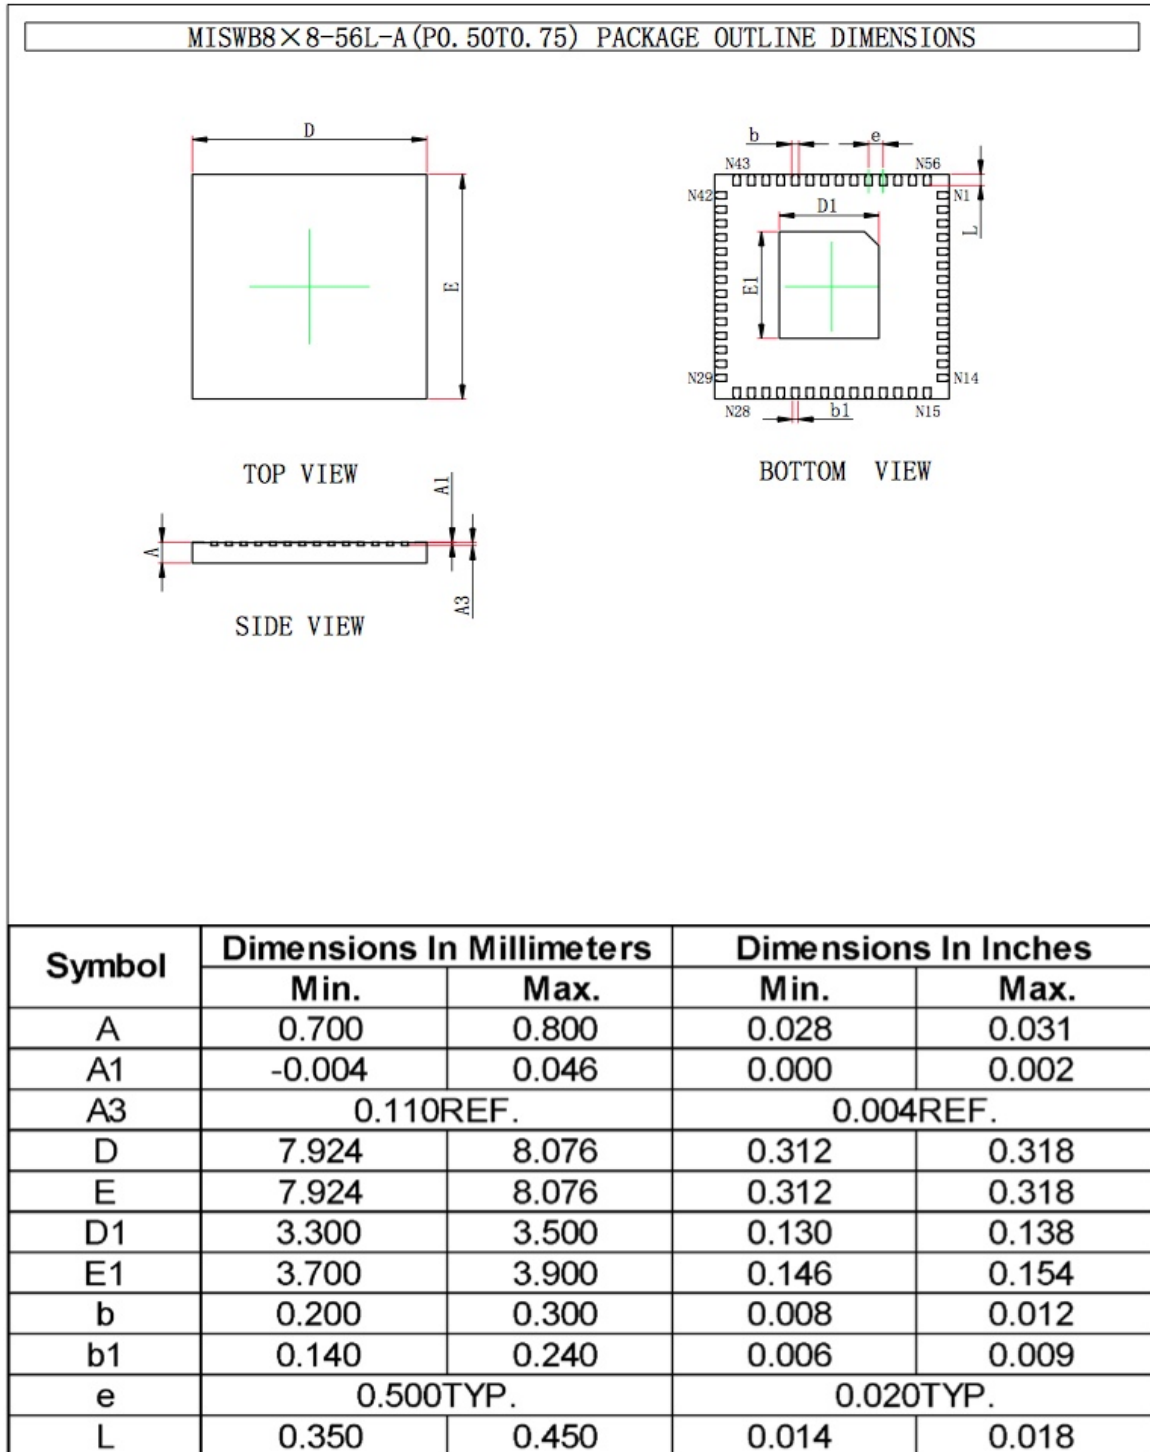 MISWB8×8-56L-A(P0.50T0.75) PACKAGE OUTLINE DIMENSIONS
D
E
TOP VIEW
b
e
N43
N56
N42
N1
D1
L
E1
N29
N14
N28
b1
N15
BOTTOM VIEW
A1
A
A3
SIDE VIEW
Symbol Dimensions In Millimeters Dimensions In Inches
Min. Max. Min. Max.
A 0.700 0.800 0.028 0.031
A1 -0.004 0.046 0.000 0.002
A3 0.110REF. 0.004REF.
D 7.924 8.076 0.312 0.318
E 7.924 8.076 0.312 0.318
D1 3.300 3.500 0.130 0.138
E1 3.700 3.900 0.146 0.154
b 0.200 0.300 0.008 0.012
b1 0.140 0.240 0.006 0.009
e 0.500TYP. 0.020TYP.
L 0.350 0.450 0.014 0.018